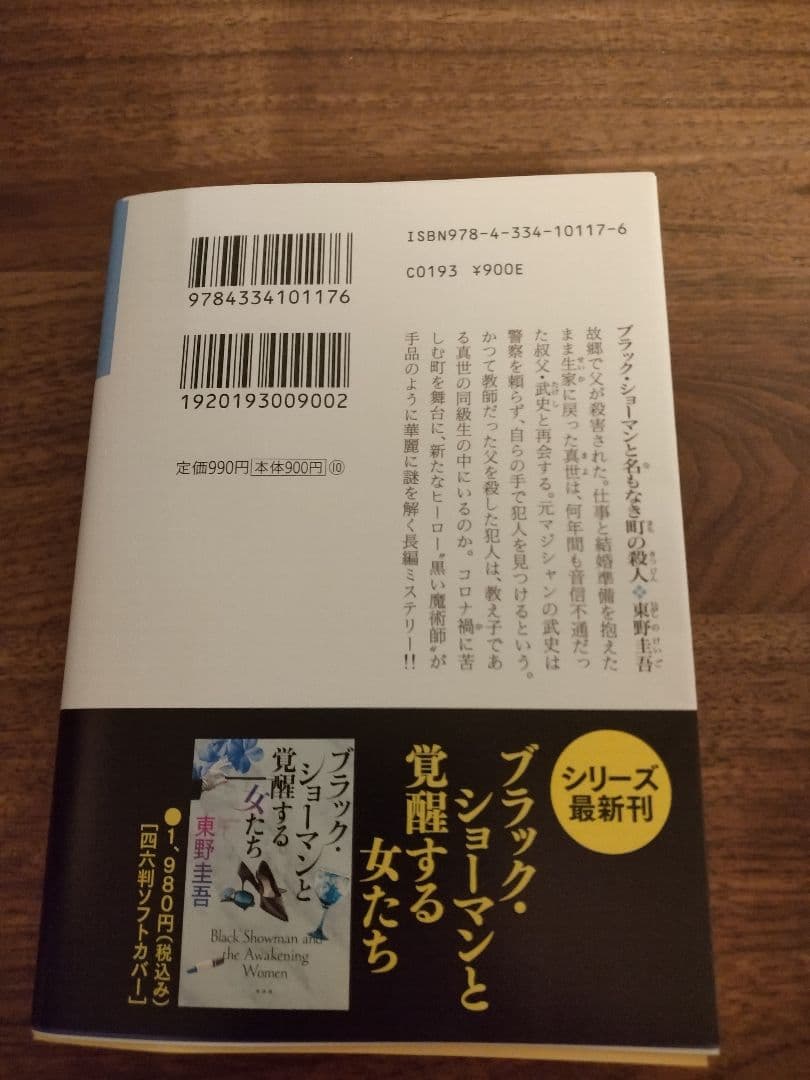 9784334101176
1920193009002
定価990円 本体900円 ⑩
ISBN978-4-334-10117-6
C0193 ¥900E
ブラック・ショーマンと名もなき町の殺人 東野圭吾
故郷で父が殺害された。仕事と結婚準備を抱えた
まま生家に戻った真世は、何年間も音信不通だっ
た叔父・武史と再会する。元マジシャンの武史は
警察を頼らず、自らの手で犯人を見つけるという。
かつて教師だった父を殺した犯人は、教え子であ
る真世の同級生の中にいるのか。コロナ禍に苦
しむ町を舞台に、新たなヒーロー〝黒い魔術師〟が
手品のように華麗に謎を解く長編ミステリー!!
シリーズ
最新刊
ブラック・
ショーマンと
覚醒する
女たち
ブラック・
ショーマンと
覚醒する
女たち
東野圭吾
Black Showman and
the Awakening
Women
●1、980円(税込み)
[四六判ソフトカバー]